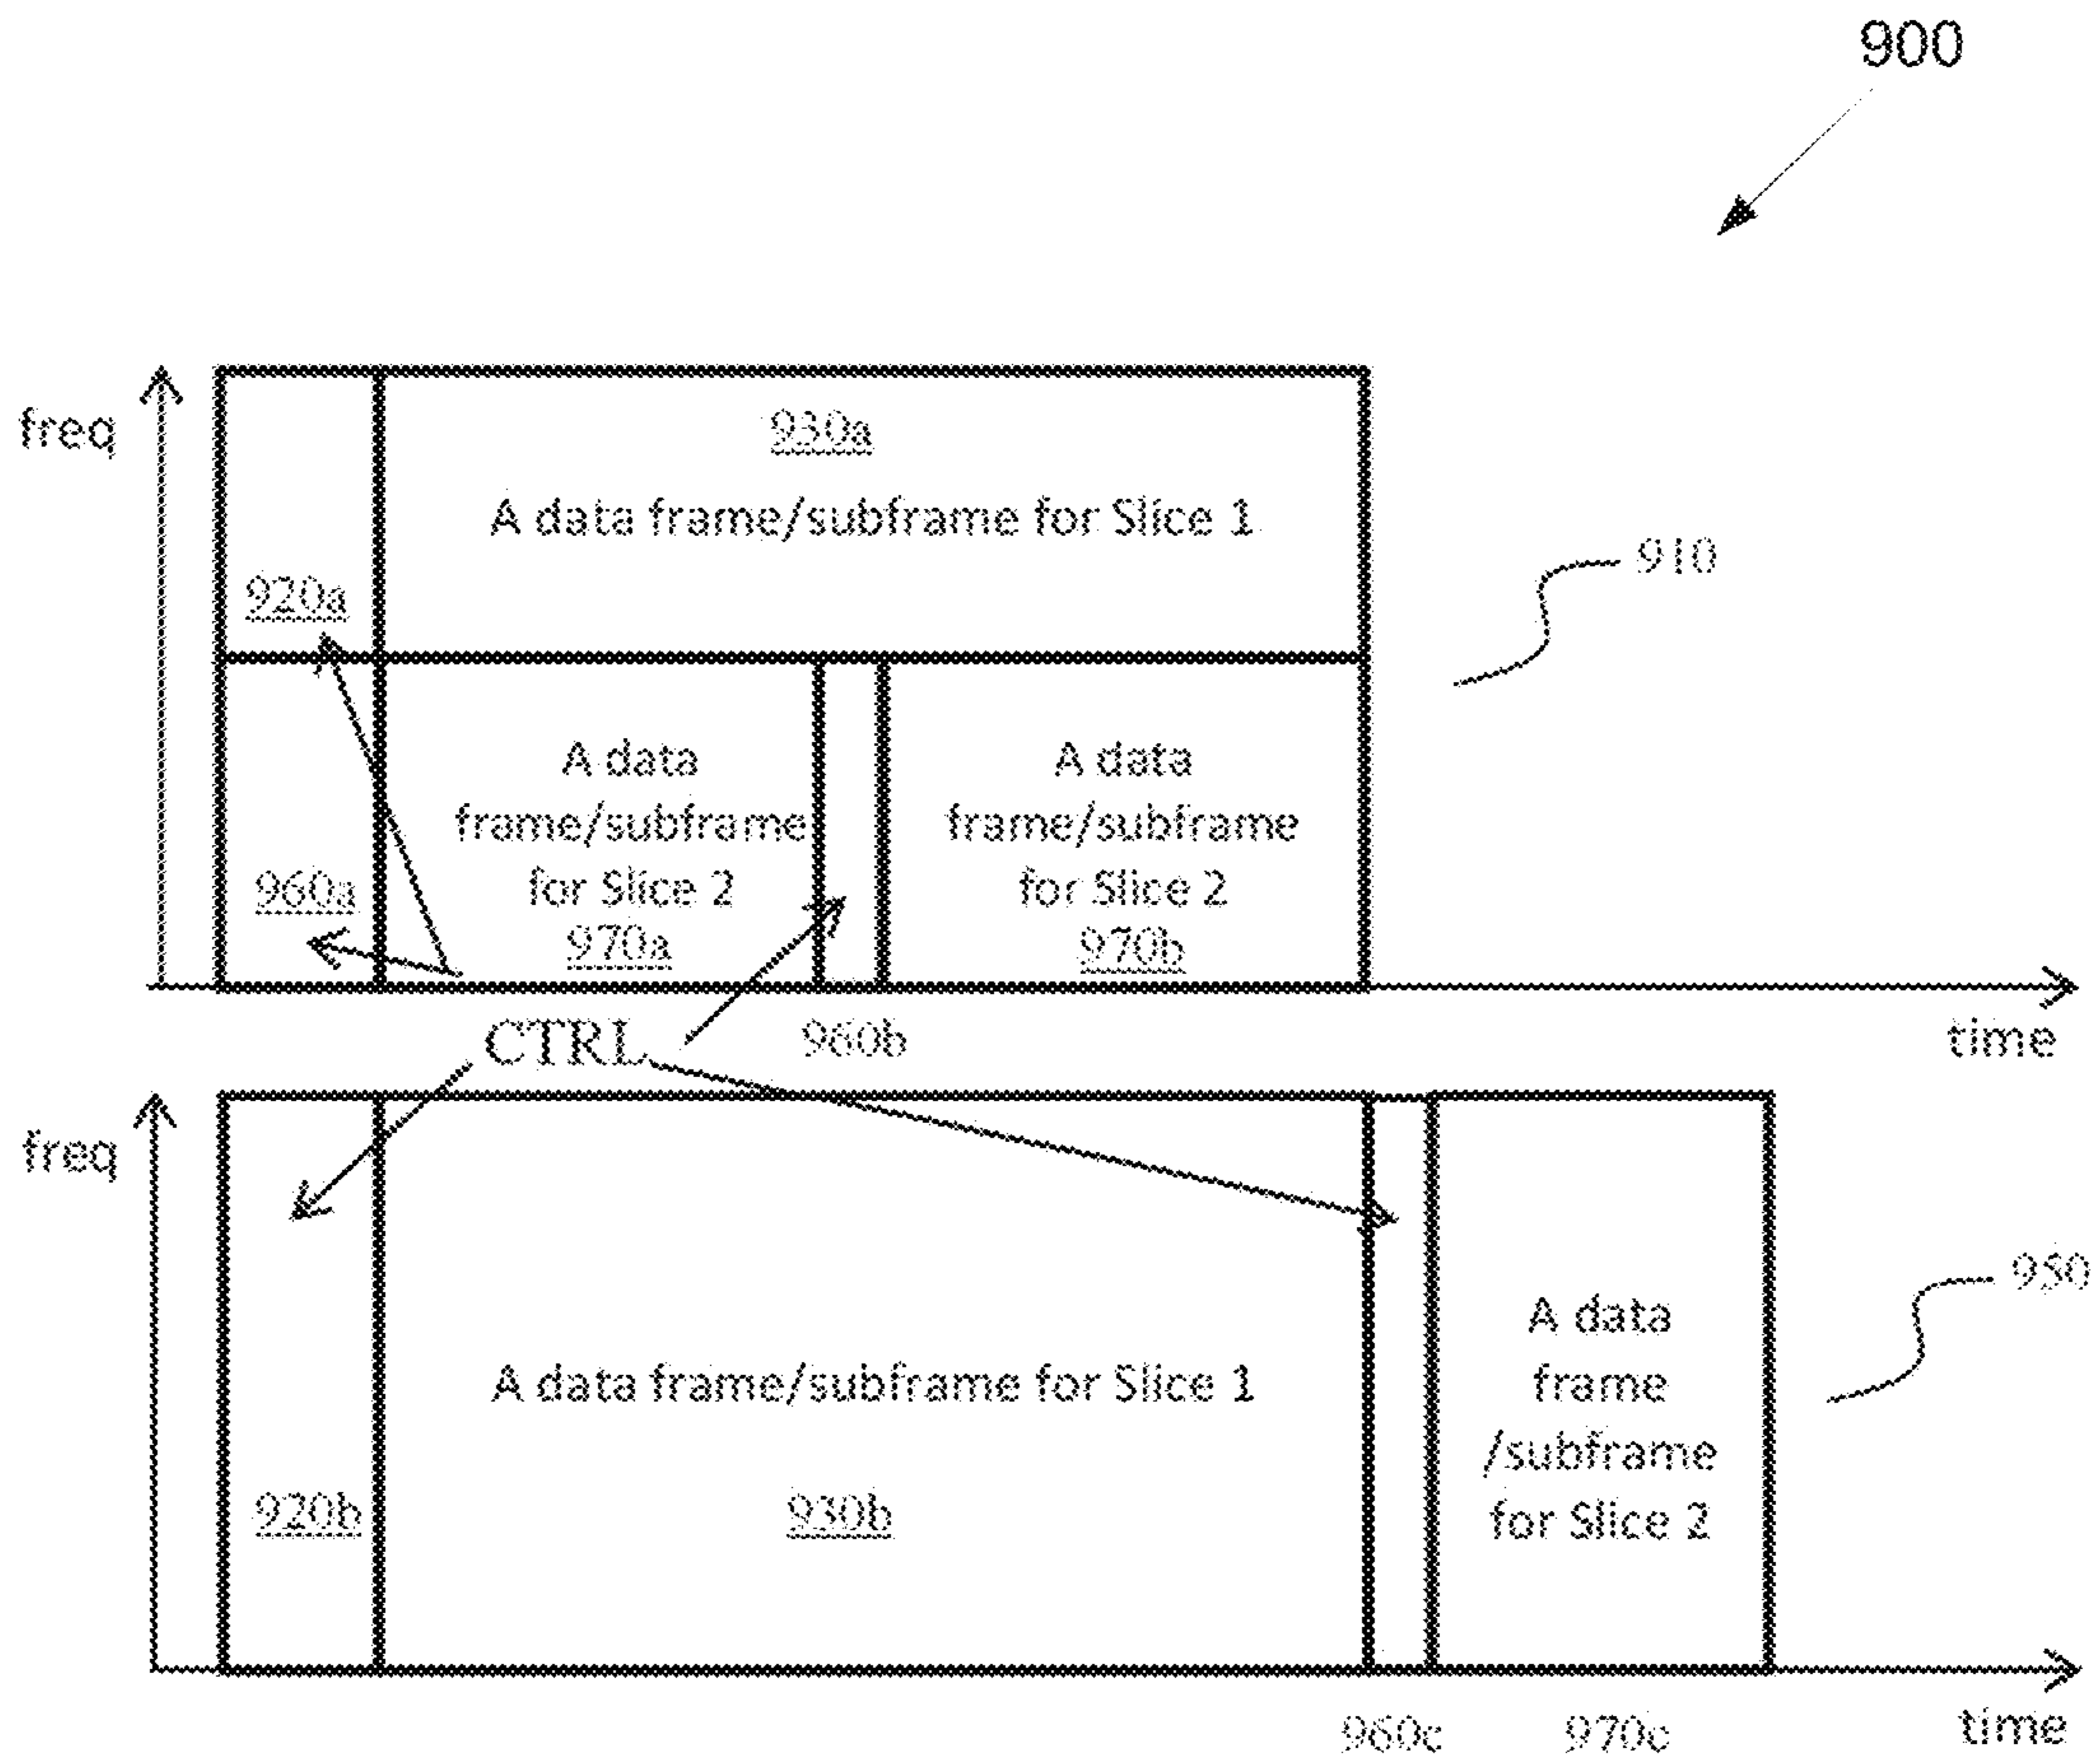 900
freq
930a
A data frame/subframe for Slice 1
910
920a
A data
frame/subframe
for Slice 2
970a
A data
frame/subframe
for Slice 2
970b
960a
CTRL
960b
time
freq
950
A data
frame
/subframe
for Slice 2
A data frame/subframe for Slice 1
920b
930b
960c
970c
time